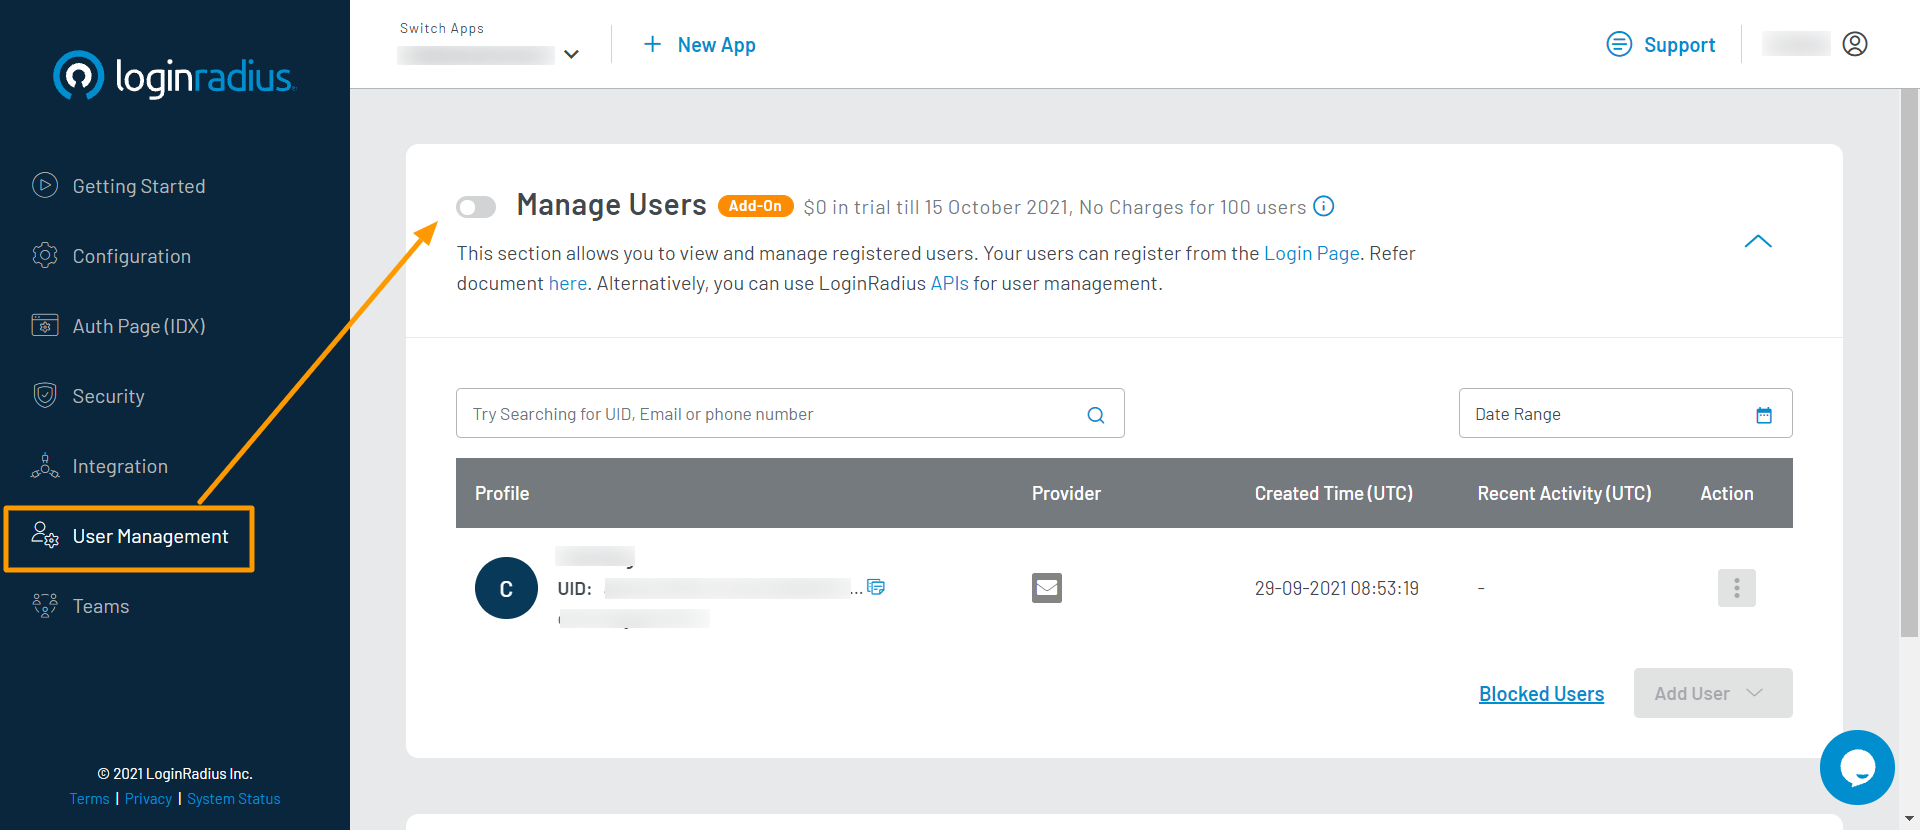 loginradius
Getting Started
Configuration
Auth Page (IDX)
Security
Integration
User Management
Teams
© 2021 LoginRadius Inc.
Terms | Privacy | System Status
Switch Apps
New App
Support
Manage Users Add-On $0 in trial till 15 October 2021, No Charges for 100 users
This section allows you to view and manage registered users. Your users can register from the Login Page. Refer
document here. Alternatively, you can use LoginRadius APIs for user management.
Try Searching for UID, Email or phone number
Date Range
Profile Provider Created Time (UTC) Recent Activity (UTC) Action
C
UID: ...
29-09-2021 08:53:19 -
Blocked Users
Add User